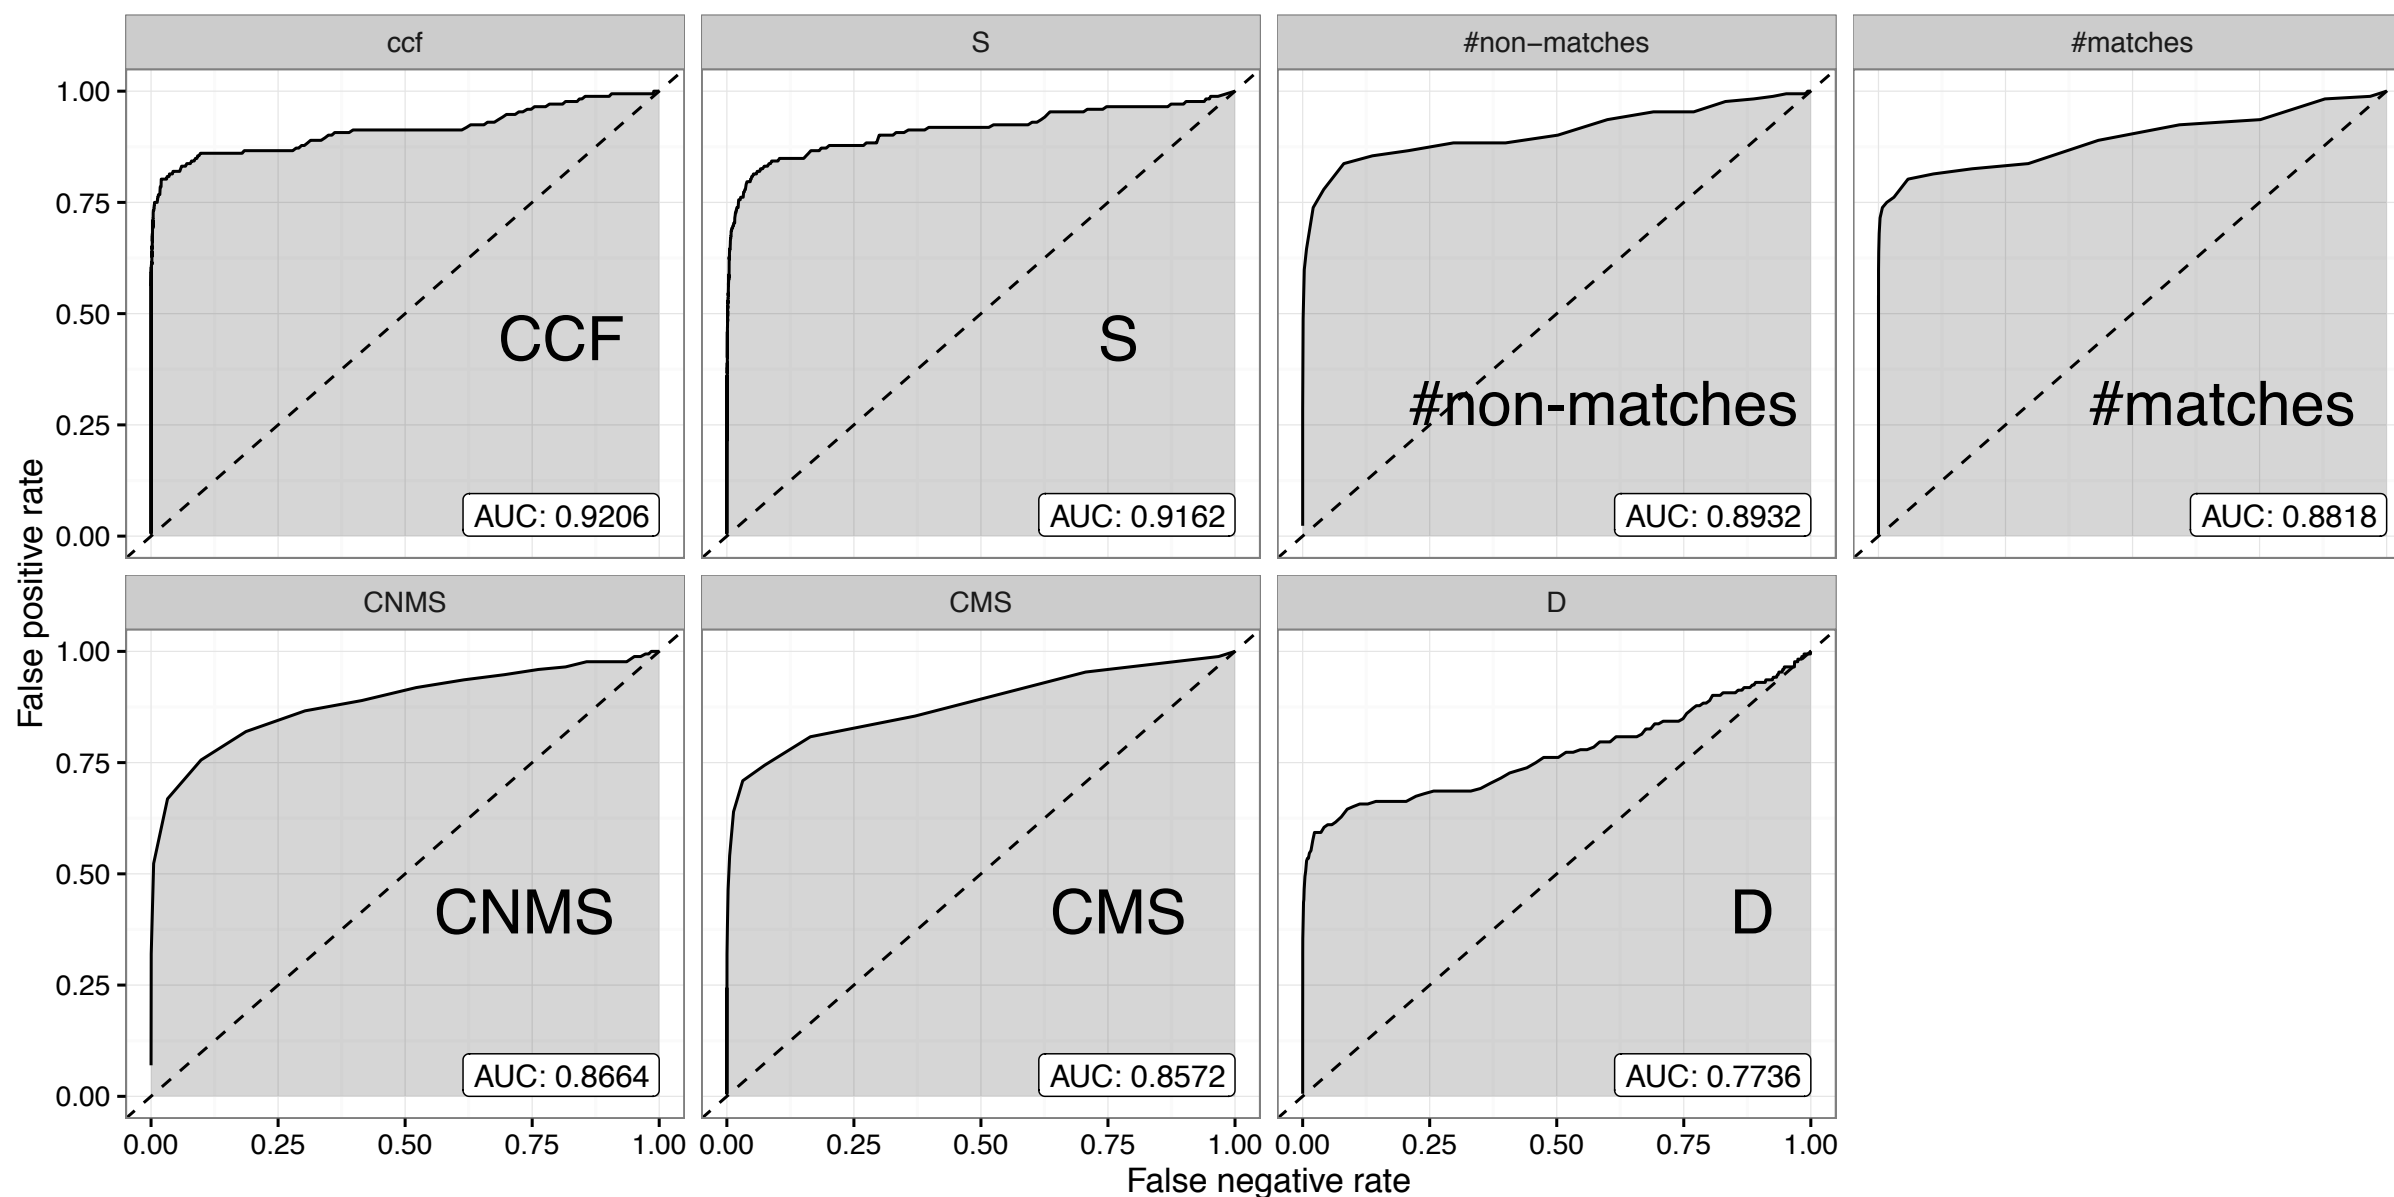 ccf
S
#non−matches
#matches
1.00
0.75
0.50
0.25
0.00
CCF
S
#non-matches
#matches
AUC: 0.9206
AUC: 0.9162
AUC: 0.8932
AUC: 0.8818
False positive rate
CNMS
CMS
D
1.00
0.75
0.50
0.25
0.00
CNMS
CMS
D
AUC: 0.8664
AUC: 0.8572
AUC: 0.7736
0.00 0.25 0.50 0.75 1.00
0.00 0.25 0.50 0.75 1.00
0.00 0.25 0.50 0.75 1.00
False negative rate